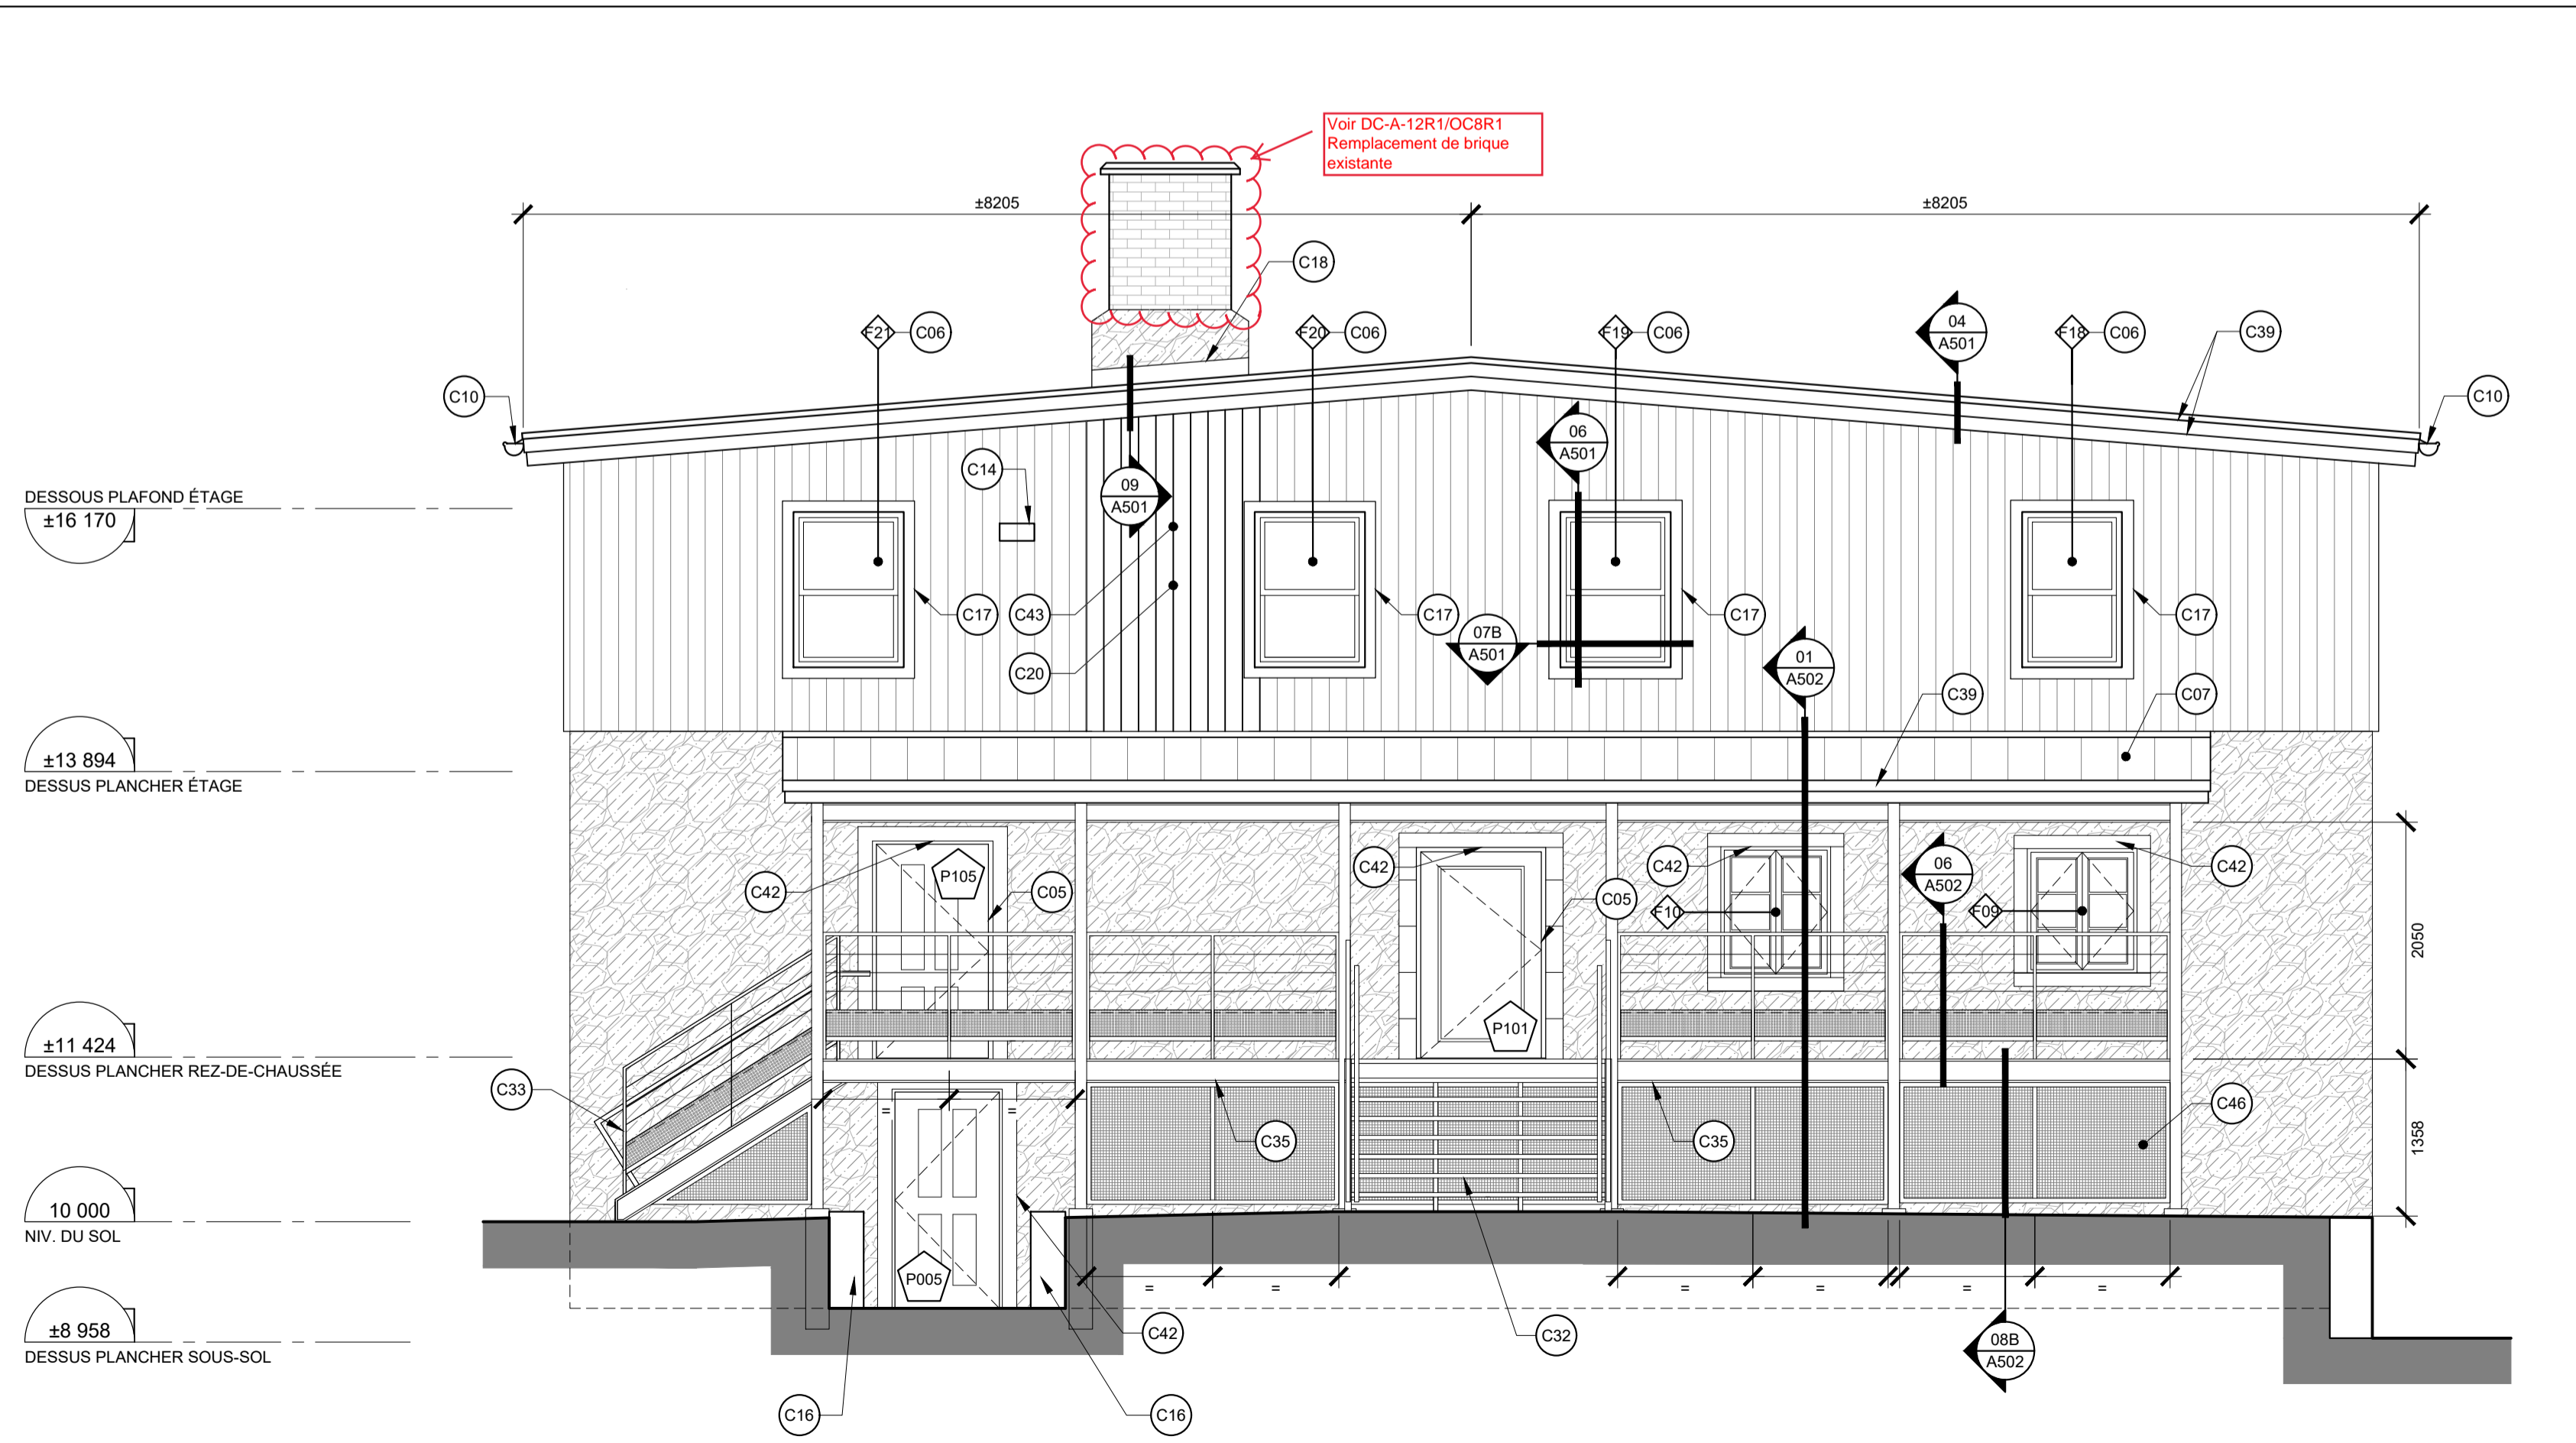 Voir DC-A-12R1/OC8R1
Remplacement de brique
existante
±8205
±8205
C18
F21
C06
F20
C06
F19
C06
04
A501
F18
C06
C39
C10
C10
06
A501
C14
09
A501
DESSOUS PLAFOND ÉTAGE
±16 170
C17
C43
C17
C17
C17
07B
A501
01
A502
C20
C39
C07
±13 894
DESSUS PLANCHER ÉTAGE
C42
P105
C05
C42
C05
C42
F10
06
A502
F09
C42
2050
P101
±11 424
DESSUS PLANCHER REZ-DE-CHAUSSÉE
C33
=
=
C35
C35
C46
1358
10 000
NIV. DU SOL
P005
=
=
=
=
=
=
±8 958
DESSUS PLANCHER SOUS-SOL
C42
C32
08B
A502
C16
C16